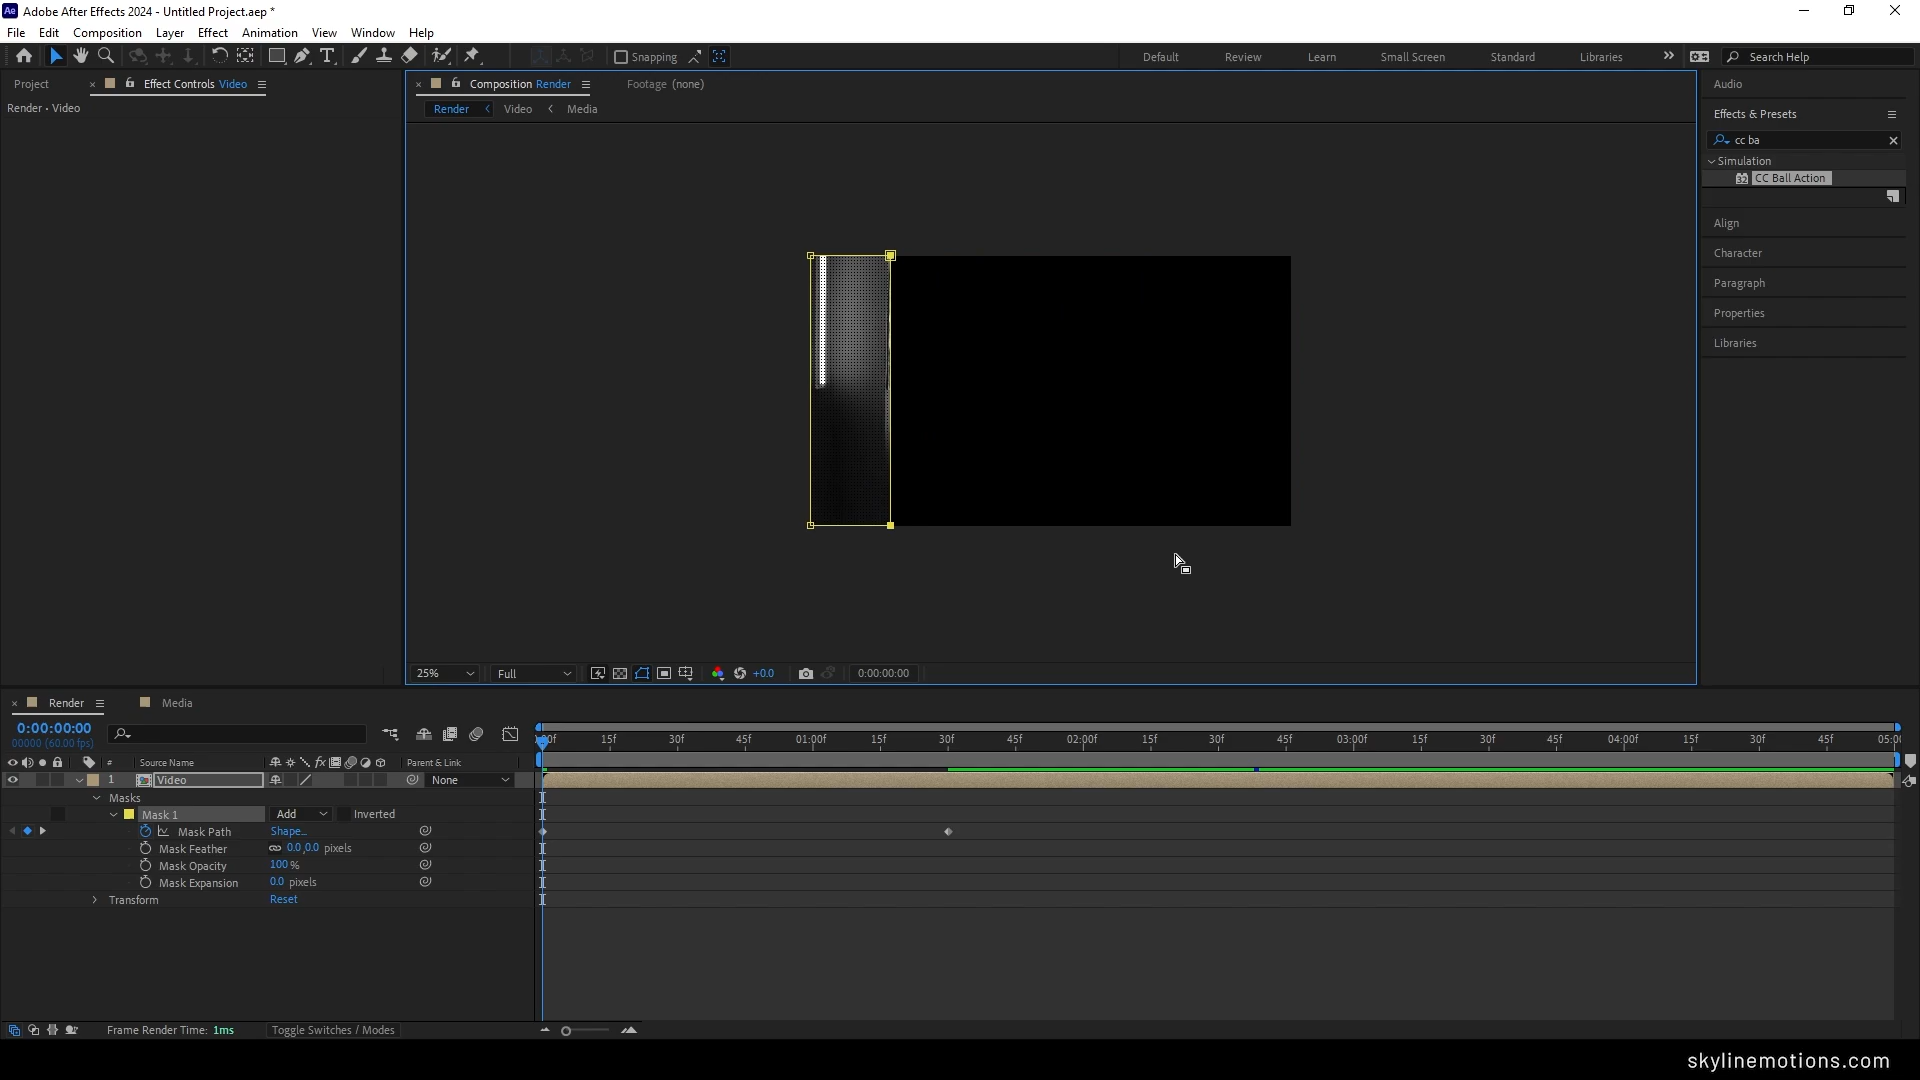 Adobe After Effects 2024 - Untitled Project.aep *
File Edit Composition Layer Effect Animation View Window Help
Snapping
Default Review Learn Small Screen Standard Libraries
Search Help
Project
Effect Controls Video
Render • Video
Composition Render
Footage (none)
Render Video Media
Audio
Effects & Presets
cc ba
Simulation
32 CC Ball Action
Align
Character
Paragraph
Properties
Libraries
25% Full +0.0 0:00:00:00
Render Media
0:00:00:00
00000 (60.00 fps)
15f 30f 45f 01:00f 15f 30f 45f 02:00f 15f 30f 45f 03:00f 15f 30f 45f 04:00f 15f 30f 45f
# Source Name fx Parent & Link
1 Video None
Masks
Mask 1 Add Inverted
Mask Path Shape...
Mask Feather 0.0,0.0 pixels
Mask Opacity 100 %
Mask Expansion 0.0 pixels
Transform Reset
Frame Render Time: 1ms Toggle Switches / Modes
skylinemotions.com